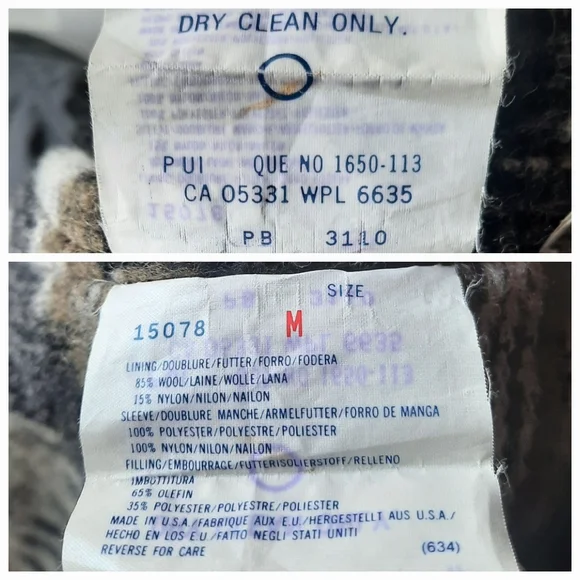 DRY CLEAN ONLY.
PUI QUE NO 1650-113
CA 05331 WPL 6635
PB 3110
SIZE
15078 M
LINING/DOUBLURE/FUTTER/FORRO/FODERA
85% WOOL/LAINE/WOLLE/LANA
15% NYLON/NILON/NAILON
SLEEVE/DOUBLURE MANCHE/ARMELFUTTER/FORRO DE MANGA
100% POLYESTER/POLYESTRE/POLIESTER
100% NYLON/NILON/NAILON
FILLING/EMBOURRAGE/FUTTERISOLIERSTOFF/RELLENO
IMBOTTITURA
65% OLEFIN
35% POLYESTER/POLYESTRE/POLIESTER
MADE IN U.S.A./FABRIQUE AUX E.U./HERGESTELLT AUS U.S.A./
HECHO EN LOS E.U./FATTO NEGLI STATI UNITI
REVERSE FOR CARE (634)